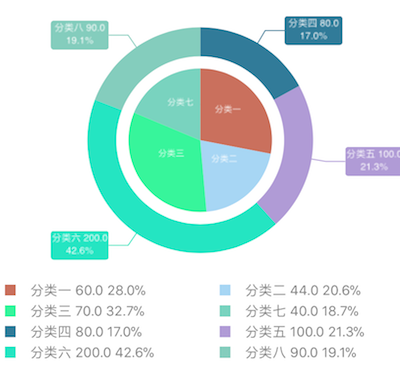 分类八 90.0
19.1%
分类四 80.0
17.0%
分类七
分类一
分类三
分类二
分类五 100.0
21.3%
分类六 200.0
42.6%
分类一 60.0 28.0%
分类二 44.0 20.6%
分类三 70.0 32.7%
分类七 40.0 18.7%
分类四 80.0 17.0%
分类五 100.0 21.3%
分类六 200.0 42.6%
分类八 90.0 19.1%